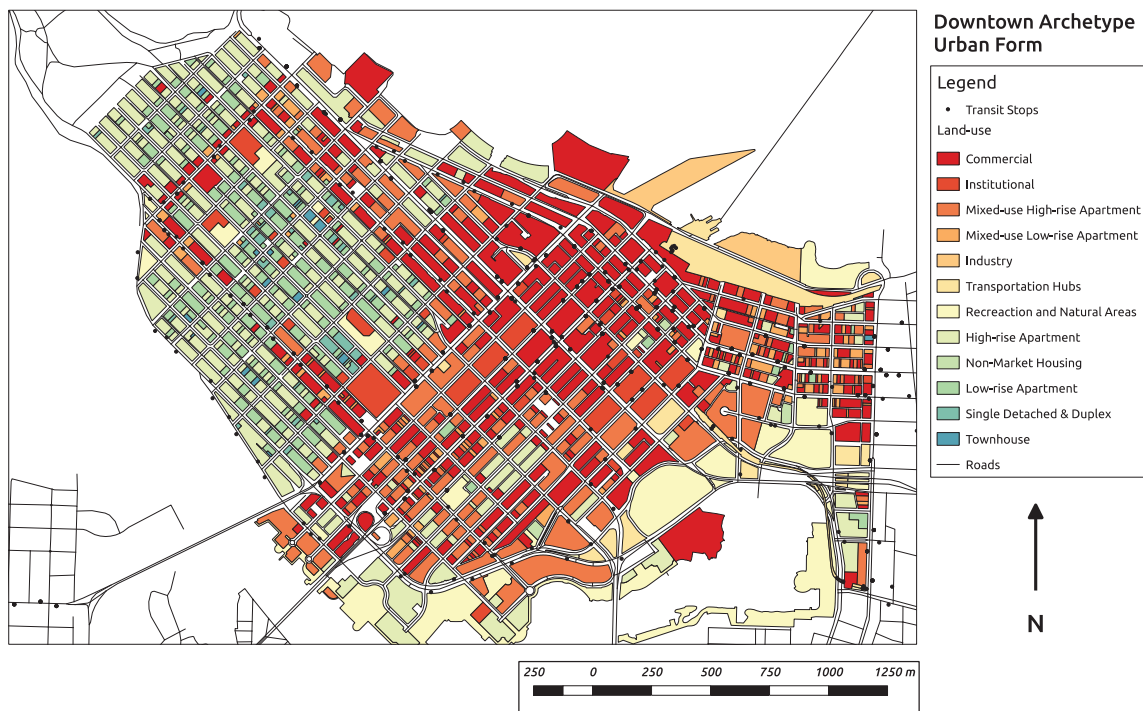 Downtown Archetype
Urban Form
Legend
Transit Stops
Land-use
Commercial
Institutional
Mixed-use High-rise Apartment
Mixed-use Low-rise Apartment
Industry
Transportation Hubs
Recreaction and Natural Areas
High-rise Apartment
Non-Market Housing
Low-rise Apartment
Single Detached & Duplex
Townhouse
Roads
N
250 0 250 500 750 1000 1250 m